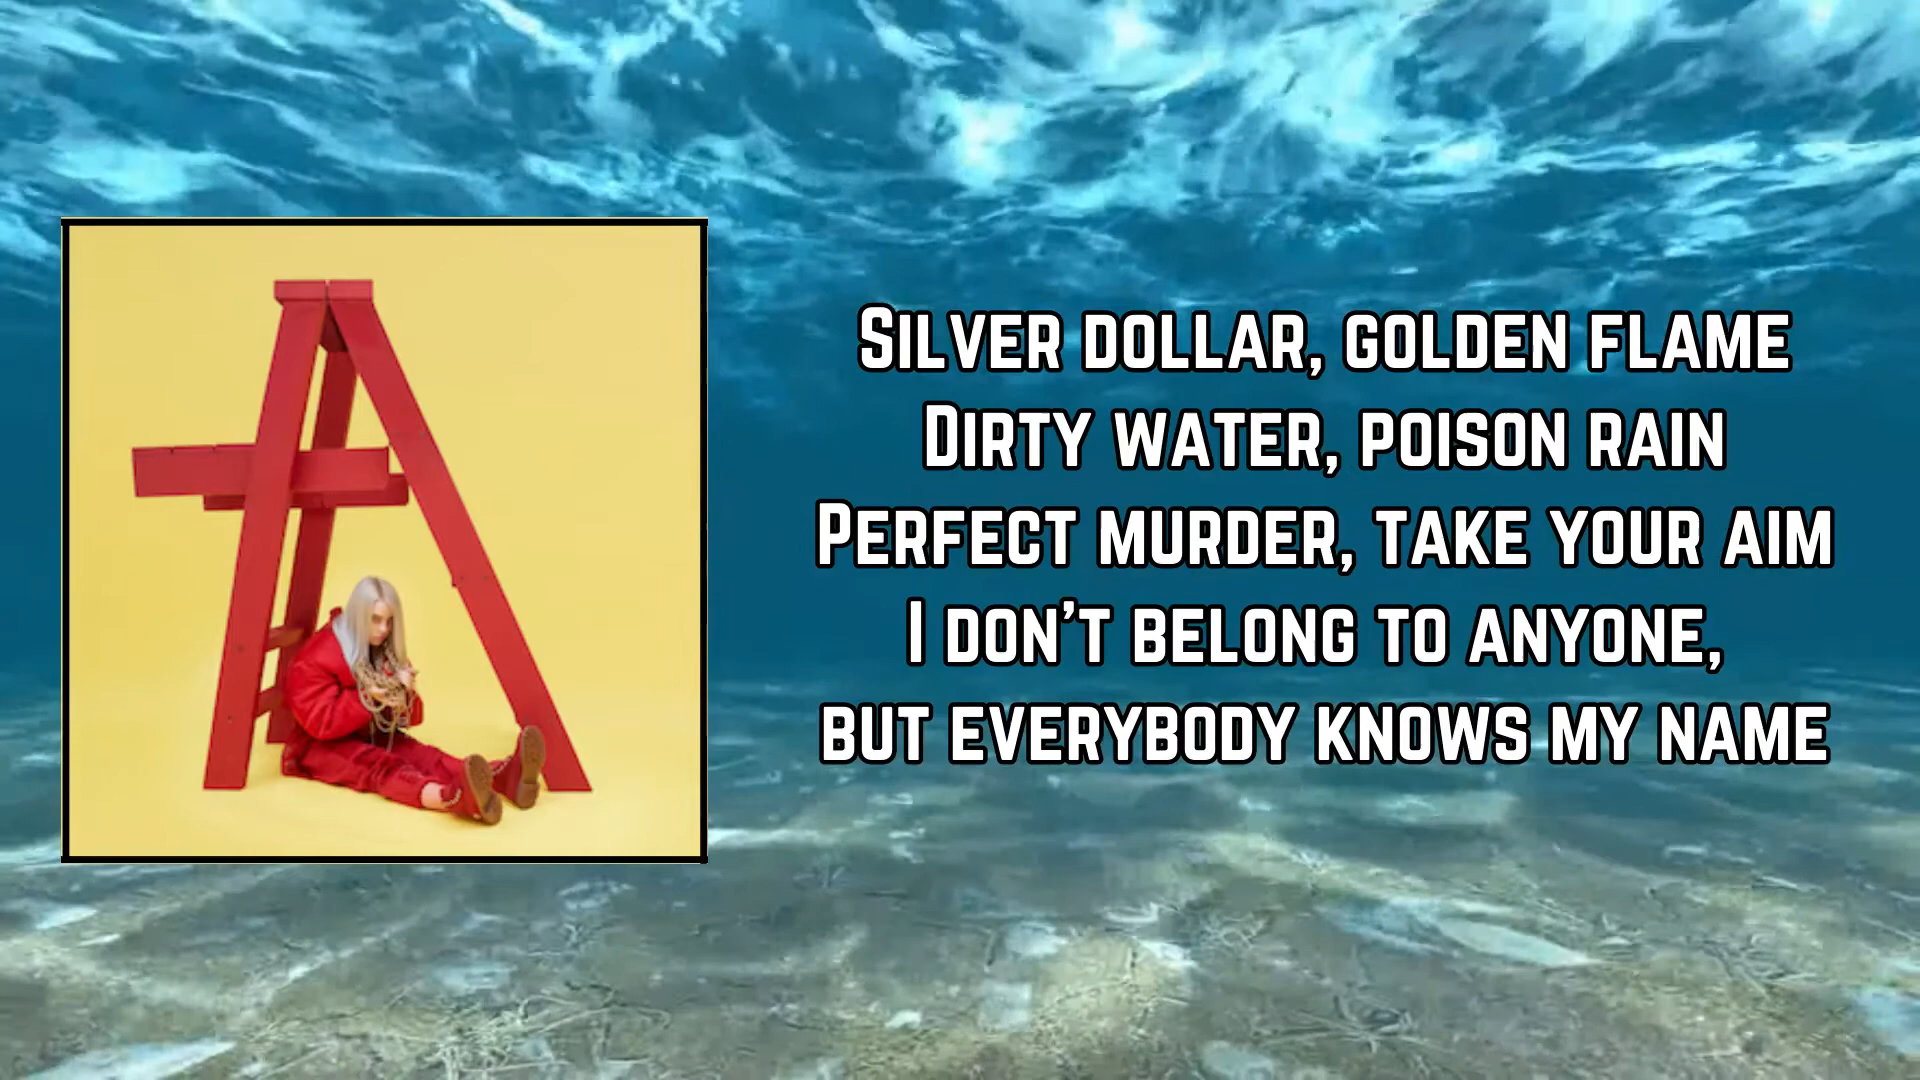 Silver dollar, golden flame
Dirty water, poison rain
Perfect murder, take your aim
I don't belong to anyone,
but everybody knows my name